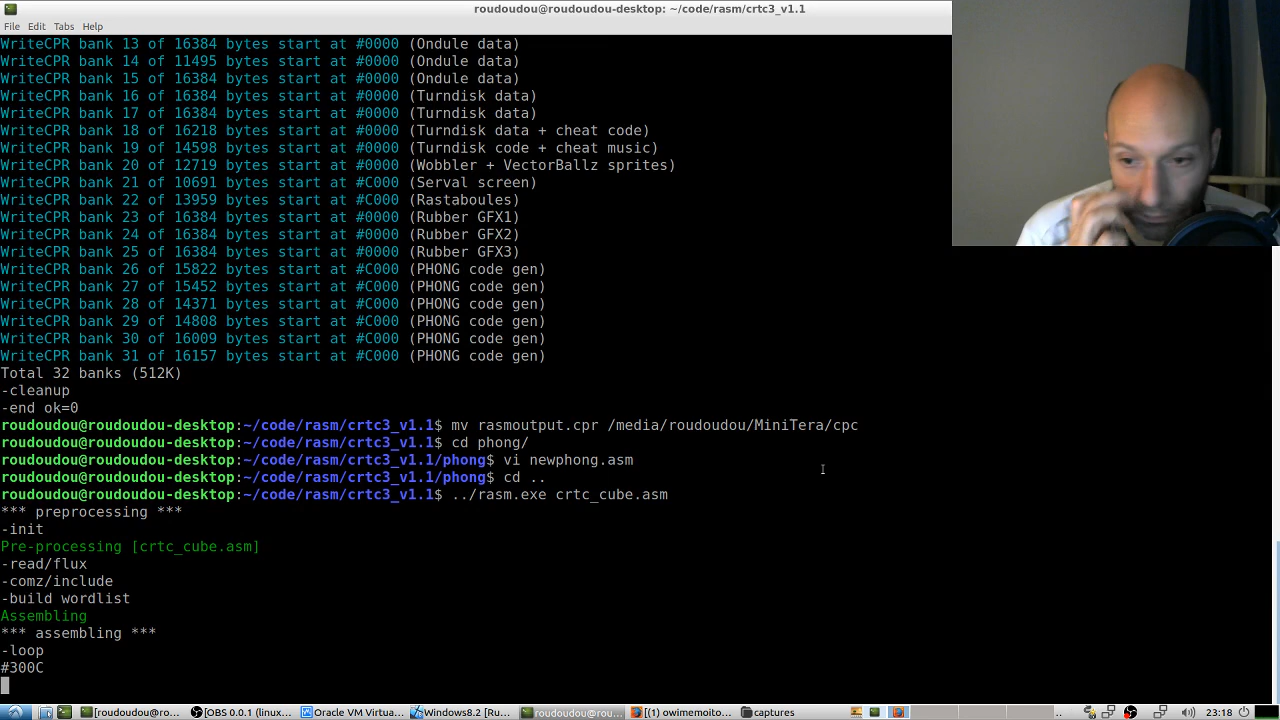 roudoudou@roudoudou-desktop: ~/code/rasm/crtc3_v1.1
File Edit Tabs Help
WriteCPR bank 13 of 16384 bytes start at #0000 (Ondule data)
WriteCPR bank 14 of 11495 bytes start at #0000 (Ondule data)
WriteCPR bank 15 of 16384 bytes start at #0000 (Ondule data)
WriteCPR bank 16 of 16384 bytes start at #0000 (Turndisk data)
WriteCPR bank 17 of 16384 bytes start at #0000 (Turndisk data)
WriteCPR bank 18 of 16218 bytes start at #0000 (Turndisk data + cheat code)
WriteCPR bank 19 of 14598 bytes start at #0000 (Turndisk code + cheat music)
WriteCPR bank 20 of 12719 bytes start at #0000 (Wobbler + VectorBallz sprites)
WriteCPR bank 21 of 10691 bytes start at #C000 (Serval screen)
WriteCPR bank 22 of 13959 bytes start at #C000 (Rastaboules)
WriteCPR bank 23 of 16384 bytes start at #0000 (Rubber GFX1)
WriteCPR bank 24 of 16384 bytes start at #0000 (Rubber GFX2)
WriteCPR bank 25 of 16384 bytes start at #0000 (Rubber GFX3)
WriteCPR bank 26 of 15822 bytes start at #C000 (PHONG code gen)
WriteCPR bank 27 of 15452 bytes start at #C000 (PHONG code gen)
WriteCPR bank 28 of 14371 bytes start at #C000 (PHONG code gen)
WriteCPR bank 29 of 14808 bytes start at #C000 (PHONG code gen)
WriteCPR bank 30 of 16009 bytes start at #C000 (PHONG code gen)
WriteCPR bank 31 of 16157 bytes start at #C000 (PHONG code gen)
Total 32 banks (512K)
-cleanup
-end ok=0
roudoudou@roudoudou-desktop:~/code/rasm/crtc3_v1.1$ mv rasmoutput.cpr /media/roudoudou/MiniTera/cpc
roudoudou@roudoudou-desktop:~/code/rasm/crtc3_v1.1$ cd phong/
roudoudou@roudoudou-desktop:~/code/rasm/crtc3_v1.1/phong$ vi newphong.asm
roudoudou@roudoudou-desktop:~/code/rasm/crtc3_v1.1/phong$ cd ..
roudoudou@roudoudou-desktop:~/code/rasm/crtc3_v1.1$ ../rasm.exe crtc_cube.asm
*** preprocessing ***
-init
Pre-processing [crtc_cube.asm]
-read/flux
-comz/include
-build wordlist
Assembling
*** assembling ***
-loop
#300C
[roudoudou@ro... [OBS 0.0.1 (linux... Oracle VM Virtua... Windows8.2 [Ru... roudoudou@rou... [(1) owimemoito... captures .. 23:18